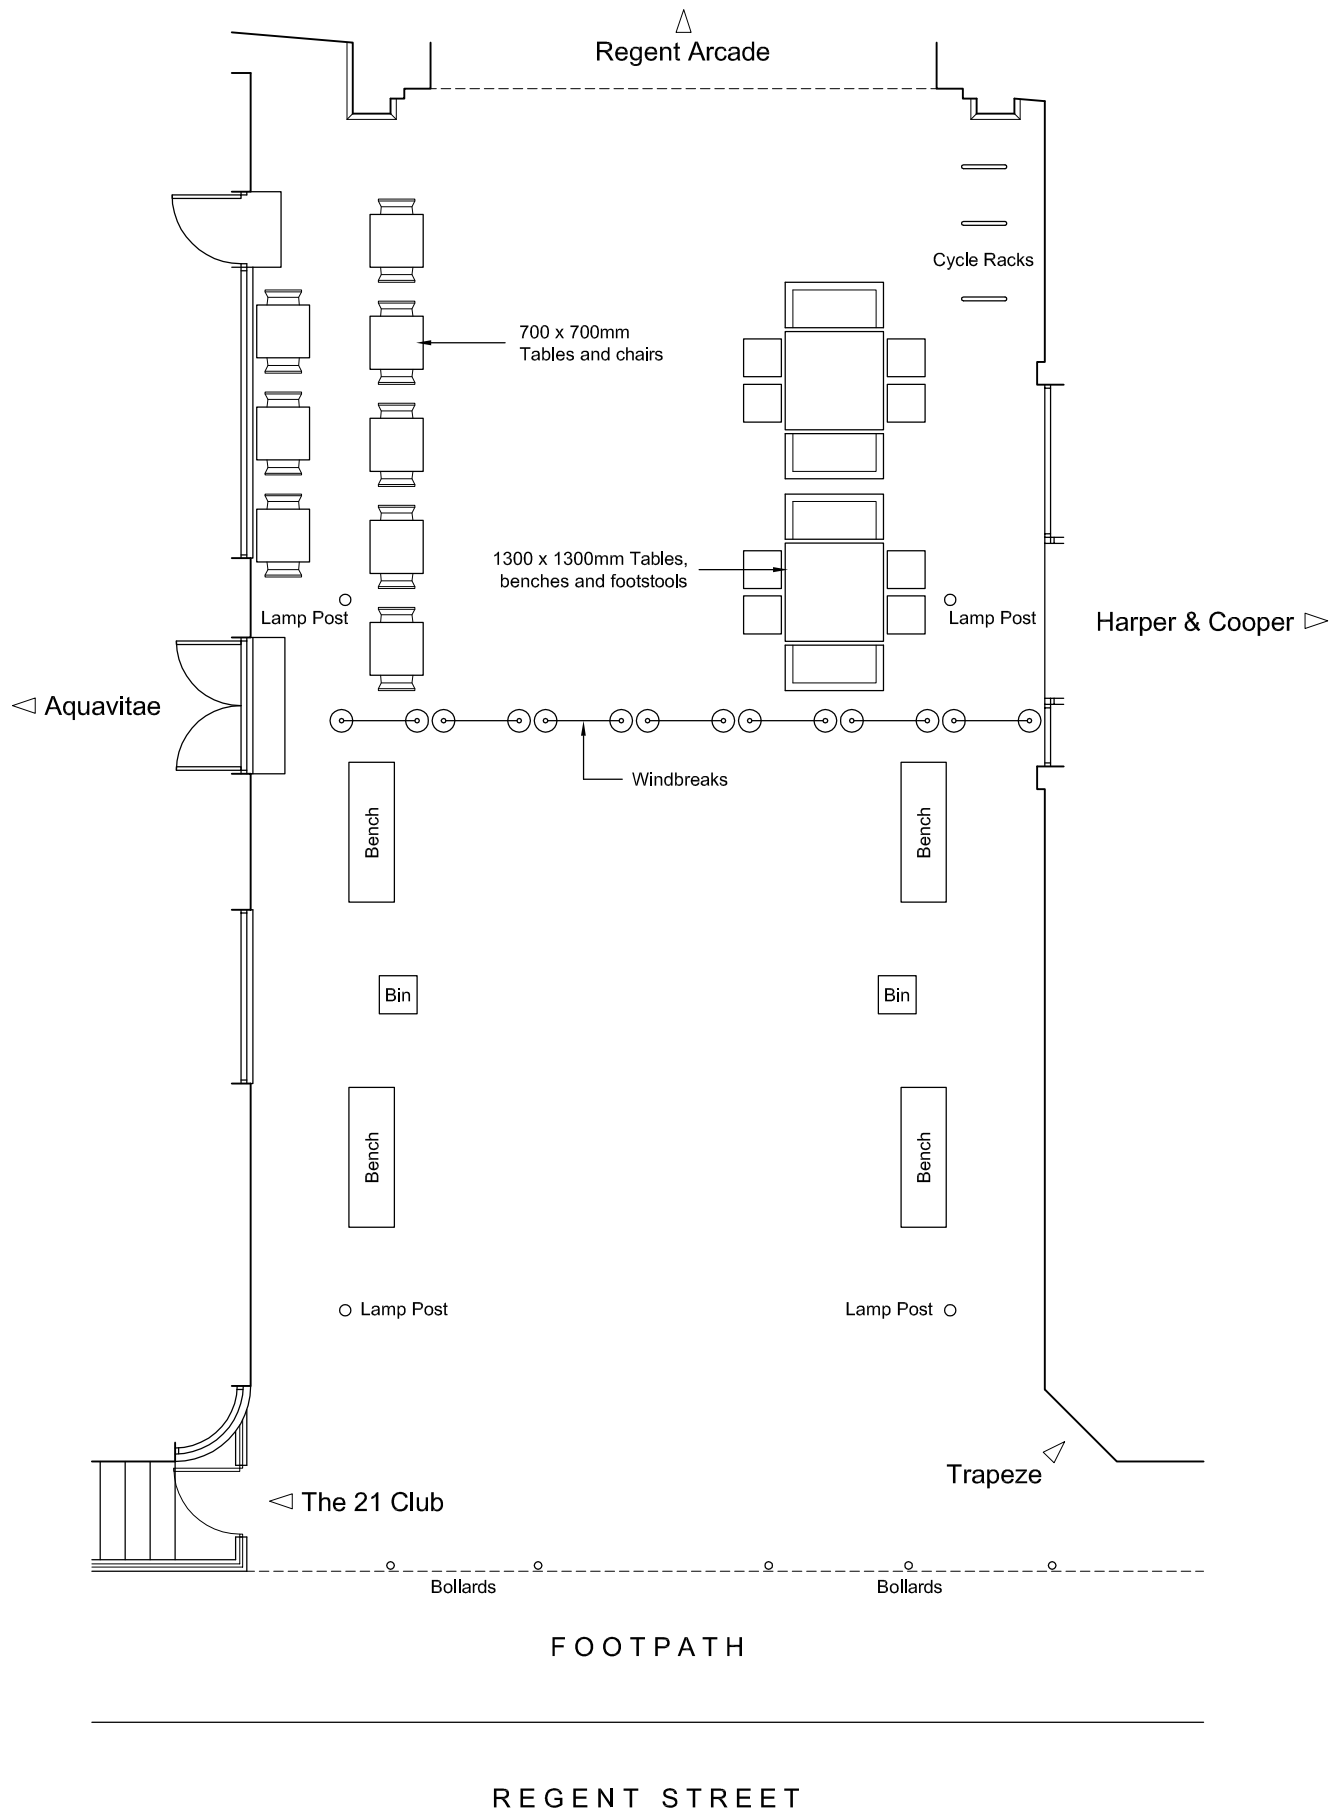 Regent Arcade
Cycle Racks
700 x 700mm
Tables and chairs
1300 x 1300mm Tables,
benches and footstools
Lamp Post
Lamp Post
Harper & Cooper
Aquavitae
Windbreaks
Bench
Bench
Bin
Bin
Bench
Bench
Lamp Post
Lamp Post
Trapeze
The 21 Club
Bollards
Bollards
FOOTPATH
REGENT STREET